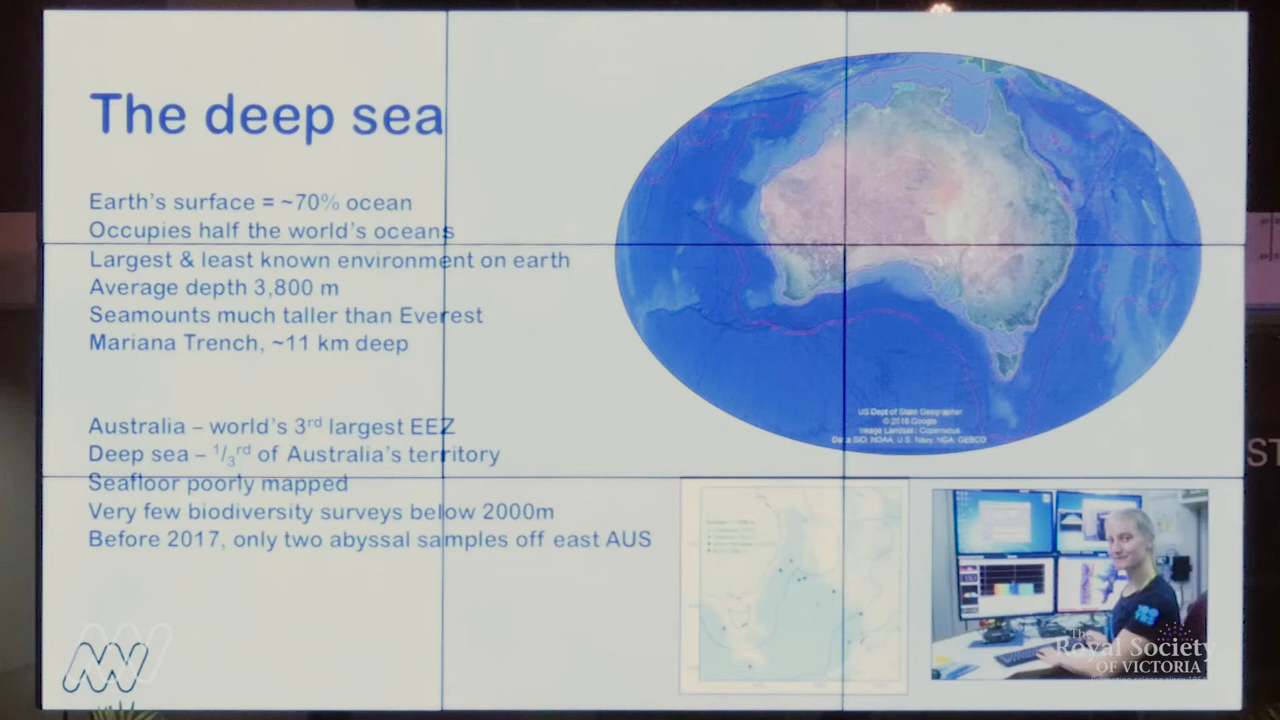 The deep sea
Earth's surface = ~70% ocean
Occupies half the world's oceans
Largest & least known environment on earth
Average depth 3,800 m
Seamounts much taller than Everest
Mariana Trench, ~11 km deep
Australia – world's 3rd largest EEZ
Deep sea – 1/3rd of Australia's territory
Seafloor poorly mapped
Very few biodiversity surveys below 2000m
Before 2017, only two abyssal samples off east AUS
US Dept of State Geographer
© 2018 Google
Image Landsat / Copernicus
Data SIO, NOAA, U.S. Navy, NGA, GEBCO
The
Royal Society
OF VICTORIA
ST